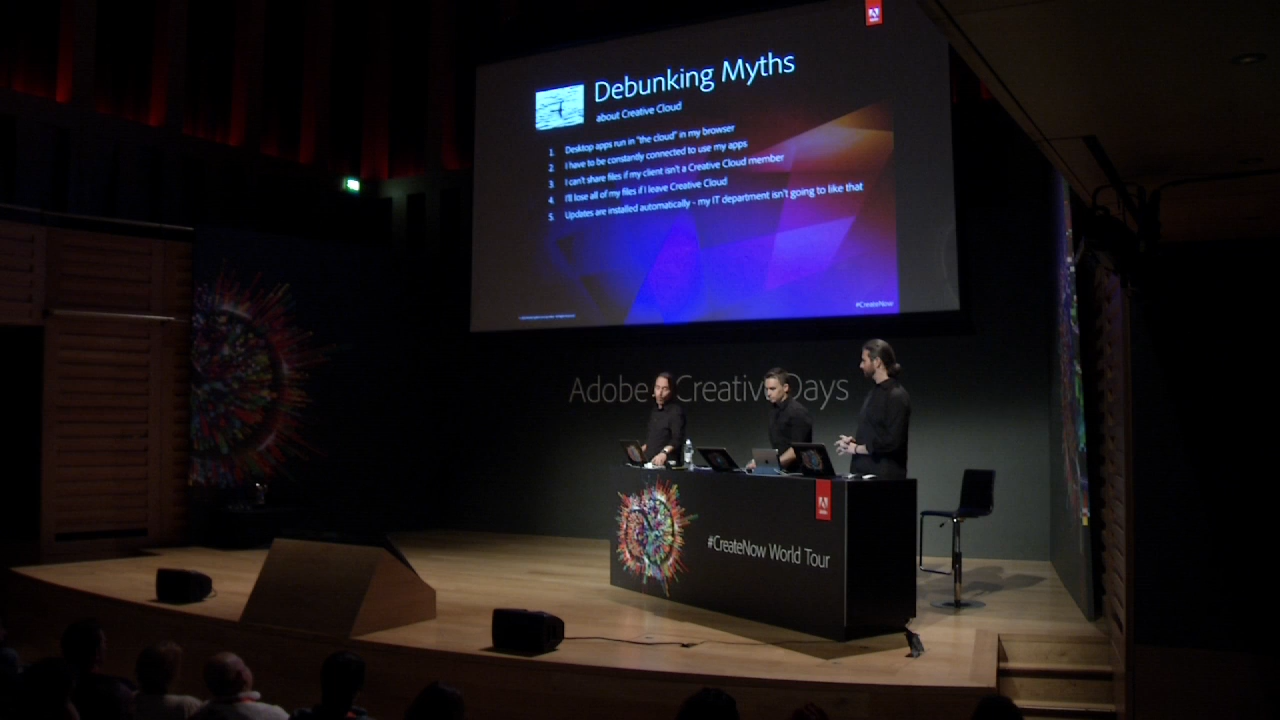 Debunking Myths
about Creative Cloud
1. Desktop apps run in "the cloud" in my browser
2. I have to be constantly connected to use my apps
3. I can't share files if my client isn't a Creative Cloud member
4. I'll lose all of my files if I leave Creative Cloud
5. Updates are installed automatically - my IT department isn't going to like that
#CreateNow
Adobe Creative Days
#CreateNow World Tour